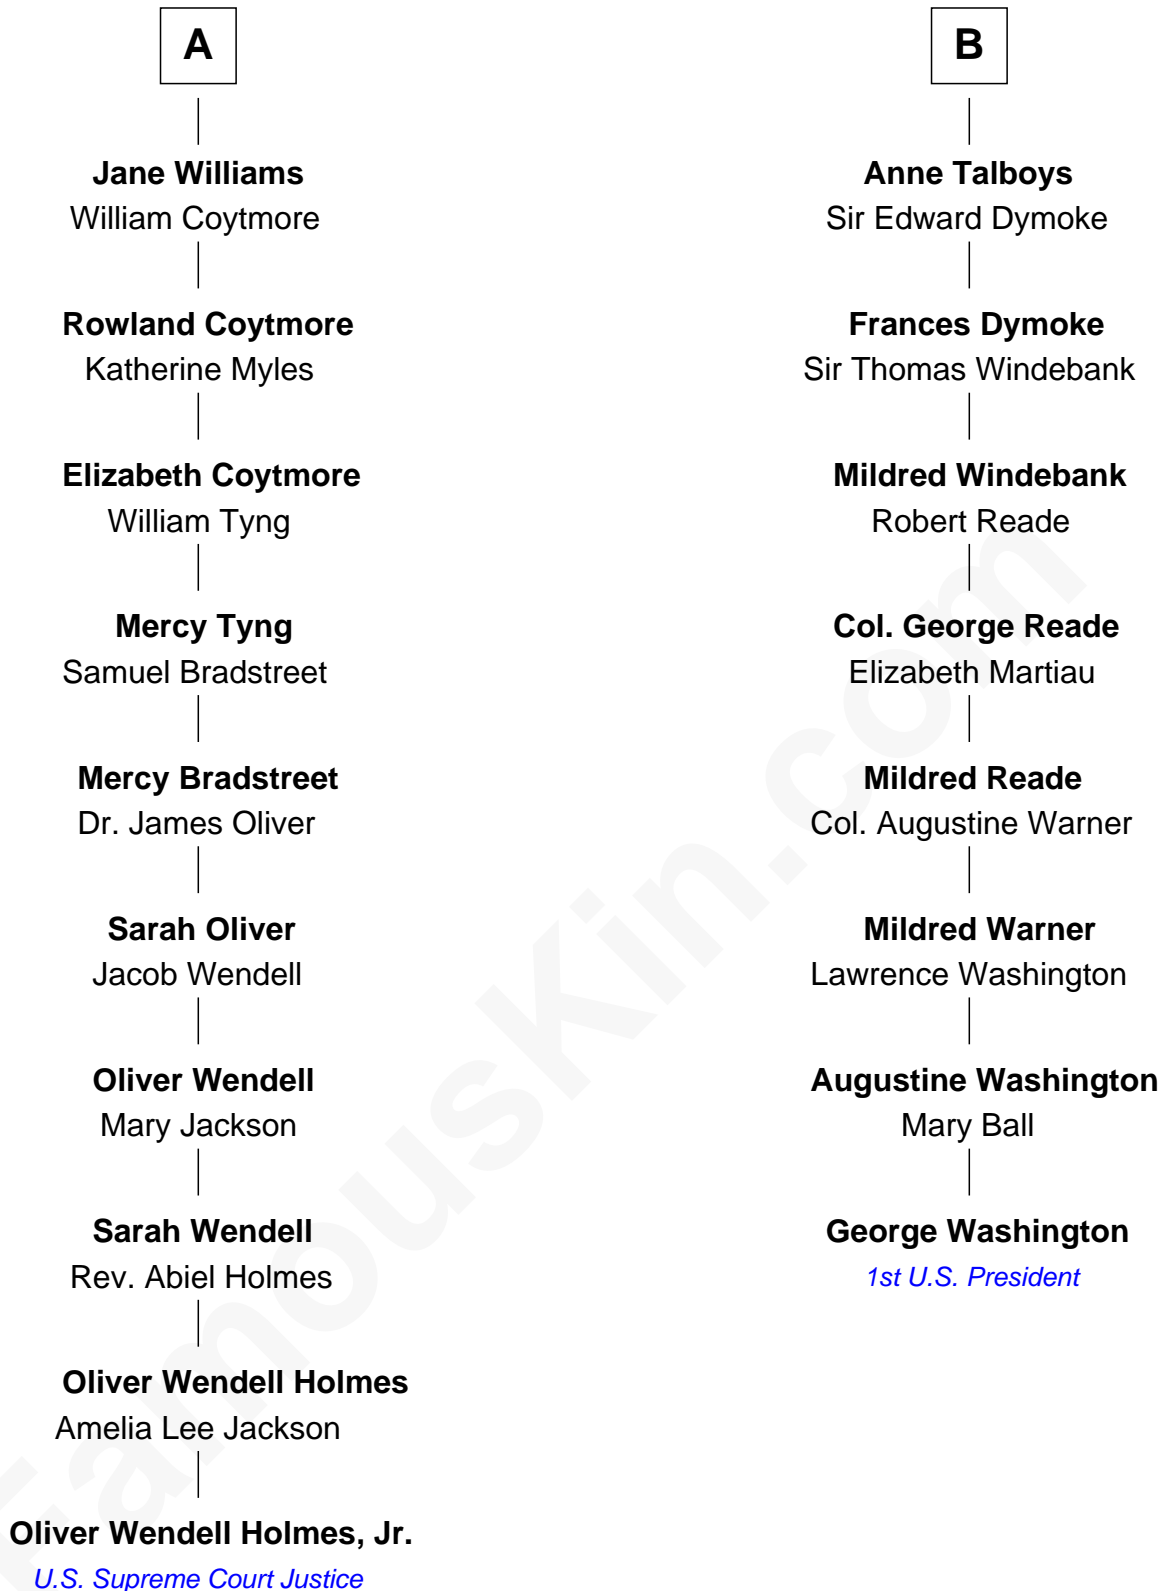 A
Jane Williams
William Coytmore
Rowland Coytmore
Katherine Myles
Elizabeth Coytmore
William Tyng
Mercy Tyng
Samuel Bradstreet
Mercy Bradstreet
Dr. James Oliver
Sarah Oliver
Jacob Wendell
Oliver Wendell
Mary Jackson
Sarah Wendell
Rev. Abiel Holmes
Oliver Wendell Holmes
Amelia Lee Jackson
Oliver Wendell Holmes, Jr.
U.S. Supreme Court Justice
B
Anne Talboys
Sir Edward Dymoke
Frances Dymoke
Sir Thomas Windebank
Mildred Windebank
Robert Reade
Col. George Reade
Elizabeth Martiau
Mildred Reade
Col. Augustine Warner
Mildred Warner
Lawrence Washington
Augustine Washington
Mary Ball
George Washington
1st U.S. President
FamousKin.com